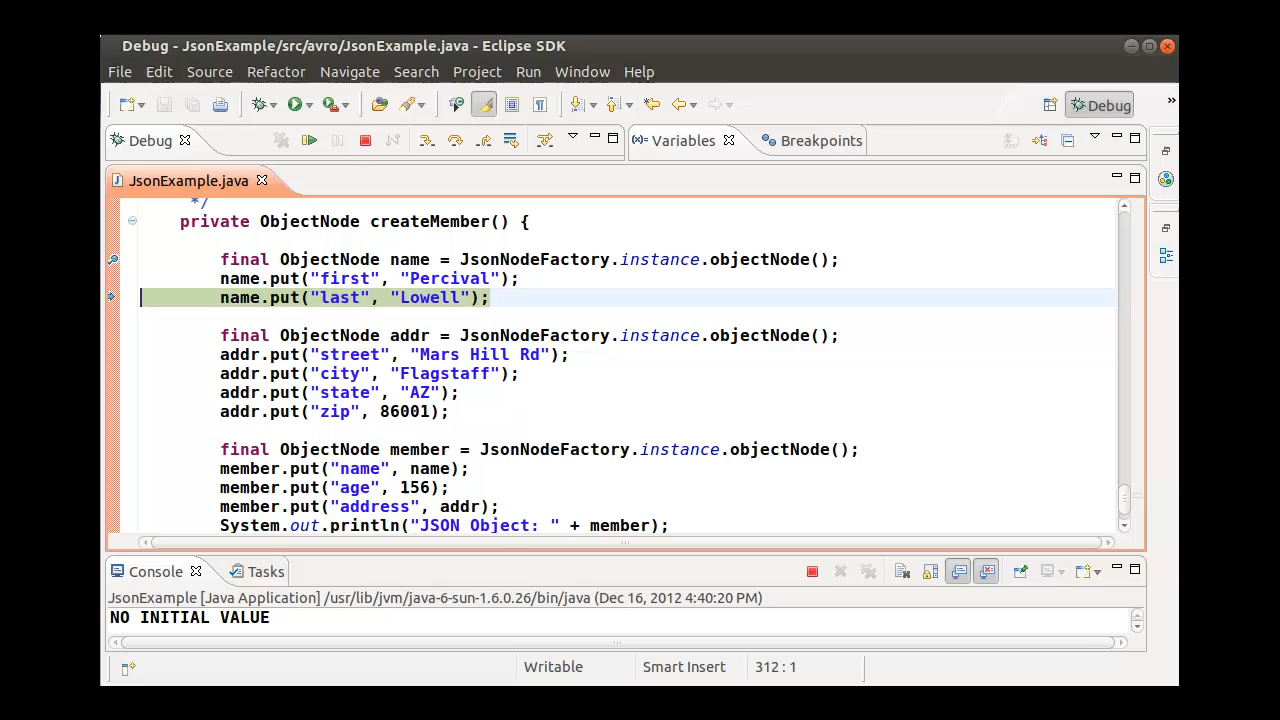 Debug - JsonExample/src/avro/JsonExample.java - Eclipse SDK
File Edit Source Refactor Navigate Search Project Run Window Help
Debug
Debug
Variables
Breakpoints
JsonExample.java
*/
private ObjectNode createMember() {
final ObjectNode name = JsonNodeFactory.instance.objectNode();
name.put("first", "Percival");
name.put("last", "Lowell");
final ObjectNode addr = JsonNodeFactory.instance.objectNode();
addr.put("street", "Mars Hill Rd");
addr.put("city", "Flagstaff");
addr.put("state", "AZ");
addr.put("zip", 86001);
final ObjectNode member = JsonNodeFactory.instance.objectNode();
member.put("name", name);
member.put("age", 156);
member.put("address", addr);
System.out.println("JSON Object: " + member);
Console
Tasks
JsonExample [Java Application] /usr/lib/jvm/java-6-sun-1.6.0.26/bin/java (Dec 16, 2012 4:40:20 PM)
NO INITIAL VALUE
Writable Smart Insert 312 : 1